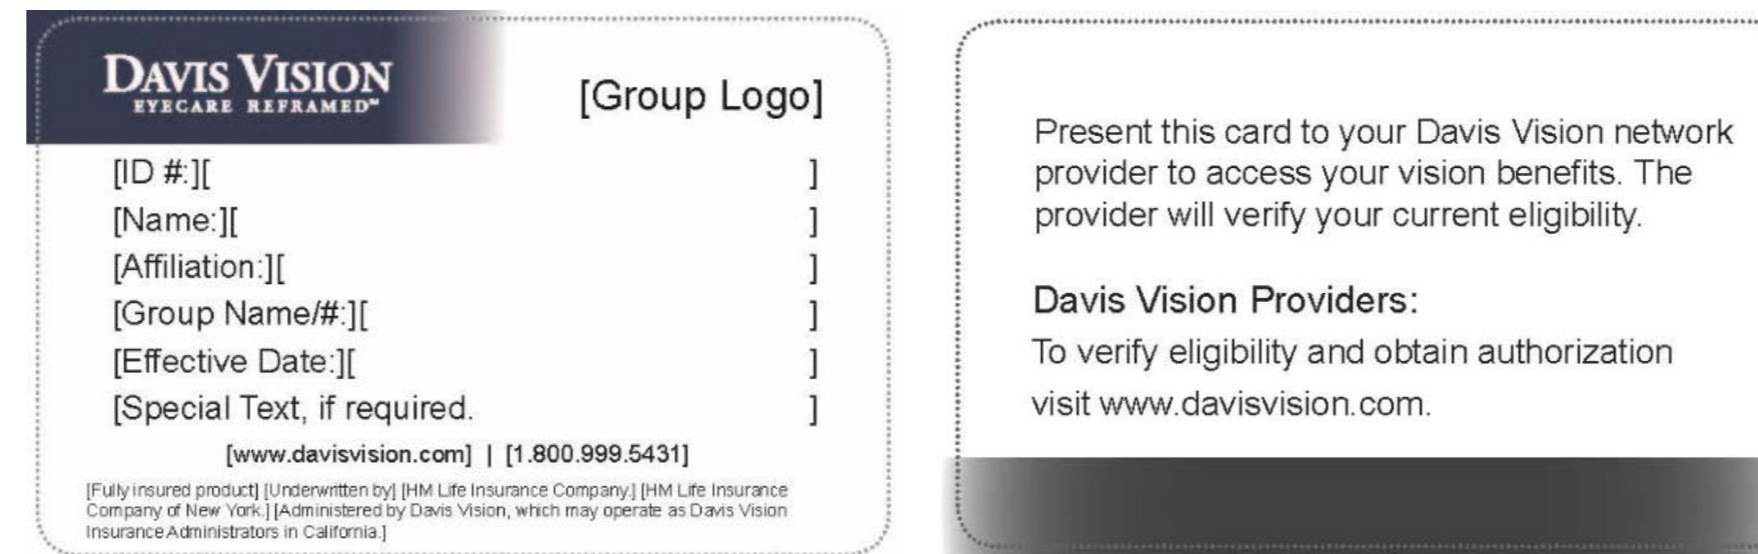 DAVIS VISION
EYECARE REFRAMED℠
[Group Logo]
[ID #:][ ]
[Name:][ ]
[Affiliation:][ ]
[Group Name/#:][ ]
[Effective Date:][ ]
[Special Text, if required. ]
[www.davisvision.com] | [1.800.999.5431]
[Fully insured product] [Underwritten by] [HM Life Insurance Company.] [HM Life Insurance
Company of New York.] [Administered by Davis Vision, which may operate as Davis Vision
Insurance Administrators in California.]
Present this card to your Davis Vision network
provider to access your vision benefits. The
provider will verify your current eligibility.
Davis Vision Providers:
To verify eligibility and obtain authorization
visit www.davisvision.com.